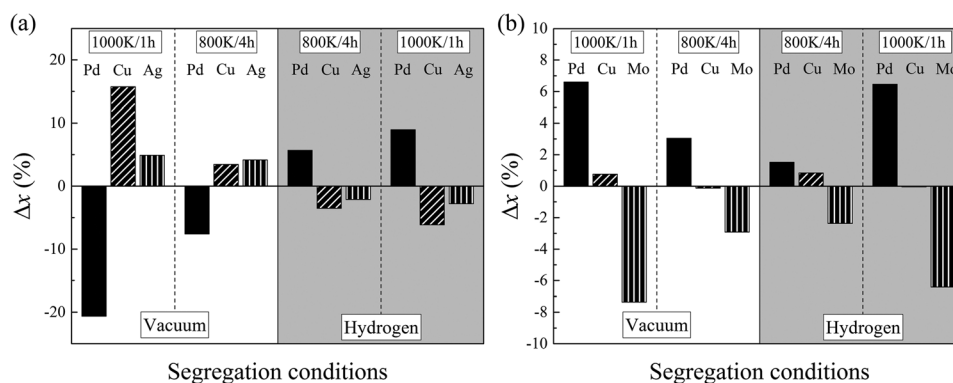 (a)
1000K/1h 800K/4h 800K/4h 1000K/1h
Pd Cu Ag Pd Cu Ag Pd Cu Ag Pd Cu Ag
20
10
0
-10
-20
Δx (%)
Vacuum Hydrogen
Segregation conditions
(b)
1000K/1h 800K/4h 800K/4h 1000K/1h
Pd Cu Mo Pd Cu Mo Pd Cu Mo Pd Cu Mo
8
6
4
2
0
-2
-4
-6
-8
-10
Δx (%)
Vacuum Hydrogen
Segregation conditions